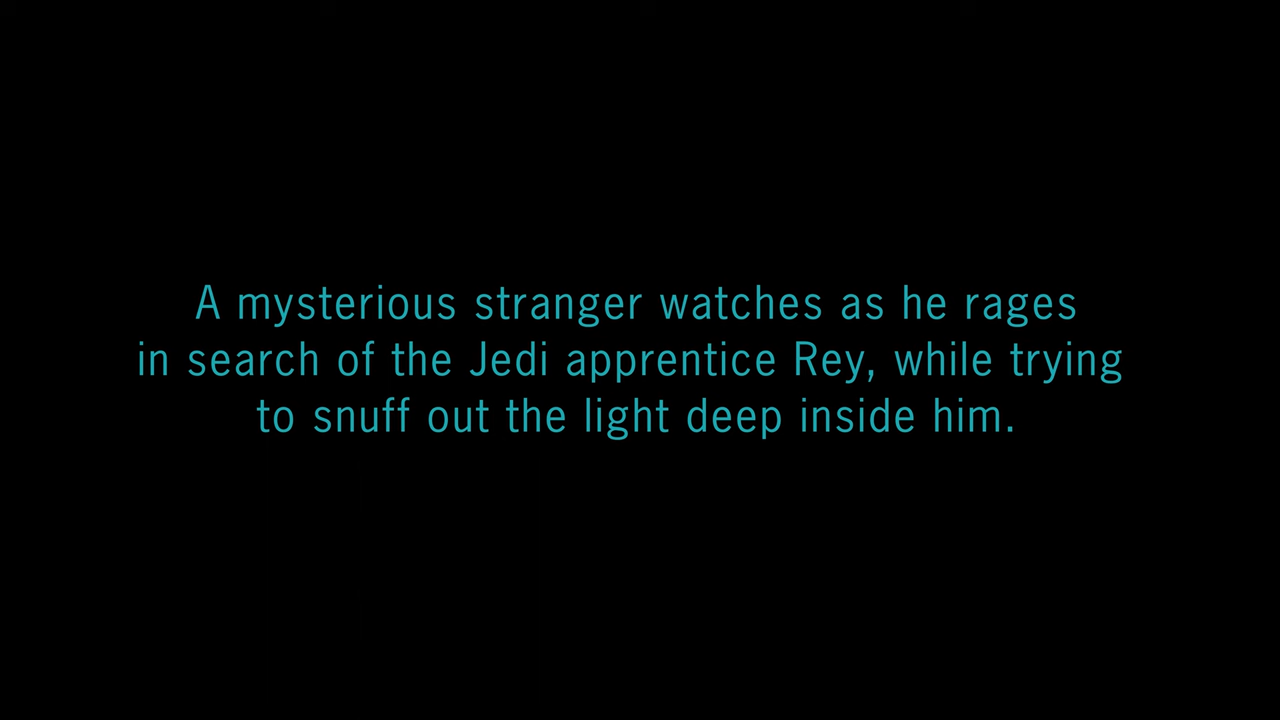 A mysterious stranger watches as he rages
in search of the Jedi apprentice Rey, while trying
to snuff out the light deep inside him.